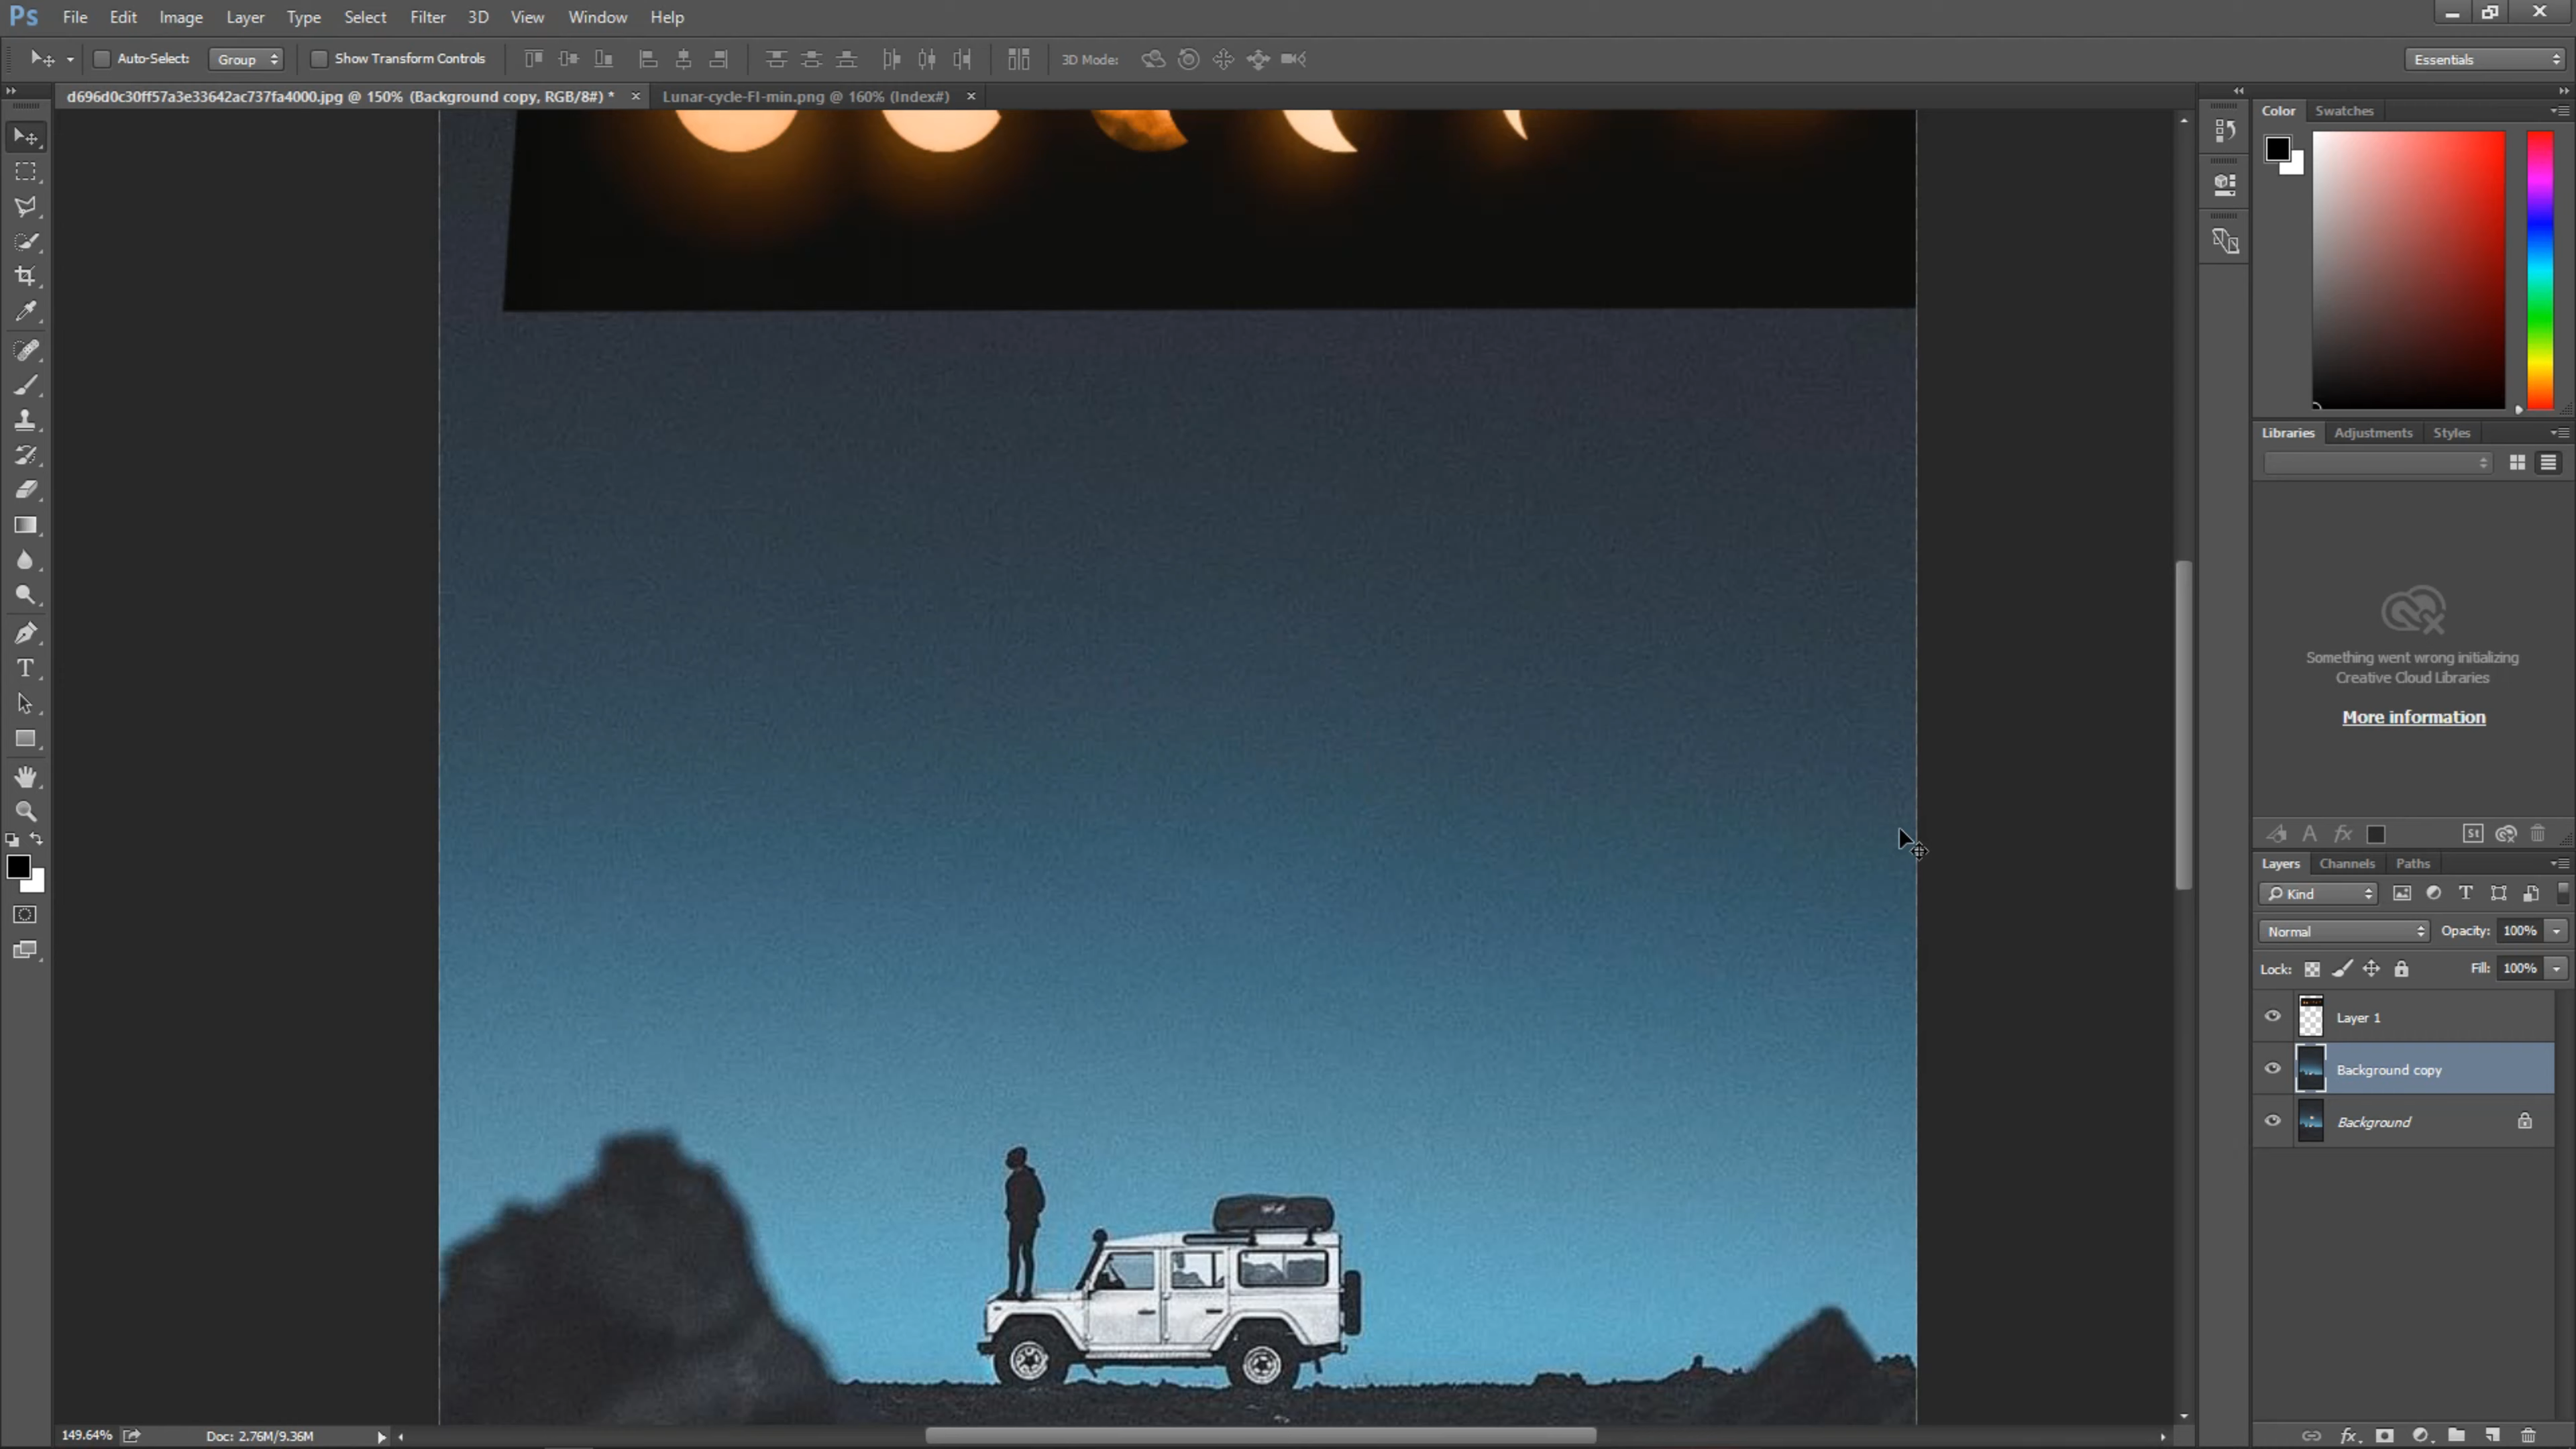 Ps File Edit Image Layer Type Select Filter 3D View Window Help
Auto-Select: Group Show Transform Controls 3D Mode: Essentials
d696d0c30ff57a3e33642ac737fa4000.jpg @ 150% (Background copy, RGB/8#) * × Lunar-cycle-FI-min.png @ 160% (Index#) ×
Color Swatches
Libraries Adjustments Styles
Something went wrong initializing
Creative Cloud Libraries
More information
A fx St
Layers Channels Paths
Kind T
Normal Opacity: 100%
Lock: Fill: 100%
Layer 1
Background copy
Background
149.64% Doc: 2.76M/9.36M fx